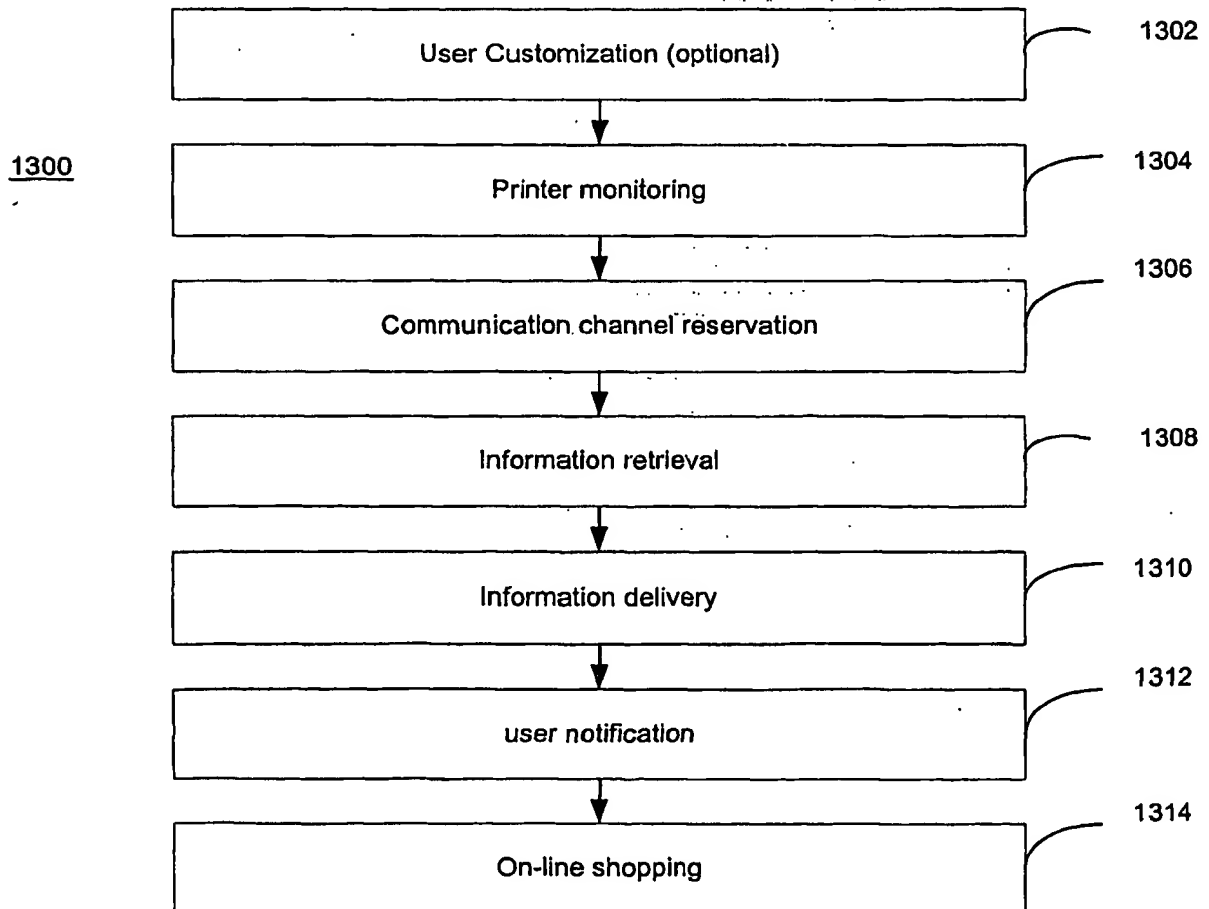 1302
User Customization (optional)
1300
1304
Printer monitoring
1306
Communication channel reservation
1308
Information retrieval
1310
Information delivery
1312
user notification
1314
On-line shopping